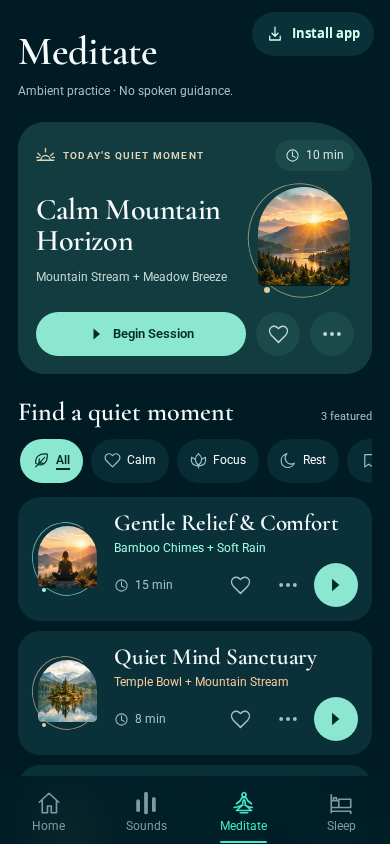 Install app
Meditate
Ambient practice · No spoken guidance.
TODAY'S QUIET MOMENT
10 min
Calm Mountain
Horizon
Mountain Stream + Meadow Breeze
Begin Session
Find a quiet moment
3 featured
All
Calm
Focus
Rest
Gentle Relief & Comfort
Bamboo Chimes + Soft Rain
15 min
Quiet Mind Sanctuary
Temple Bowl + Mountain Stream
8 min
Home
Sounds
Meditate
Sleep